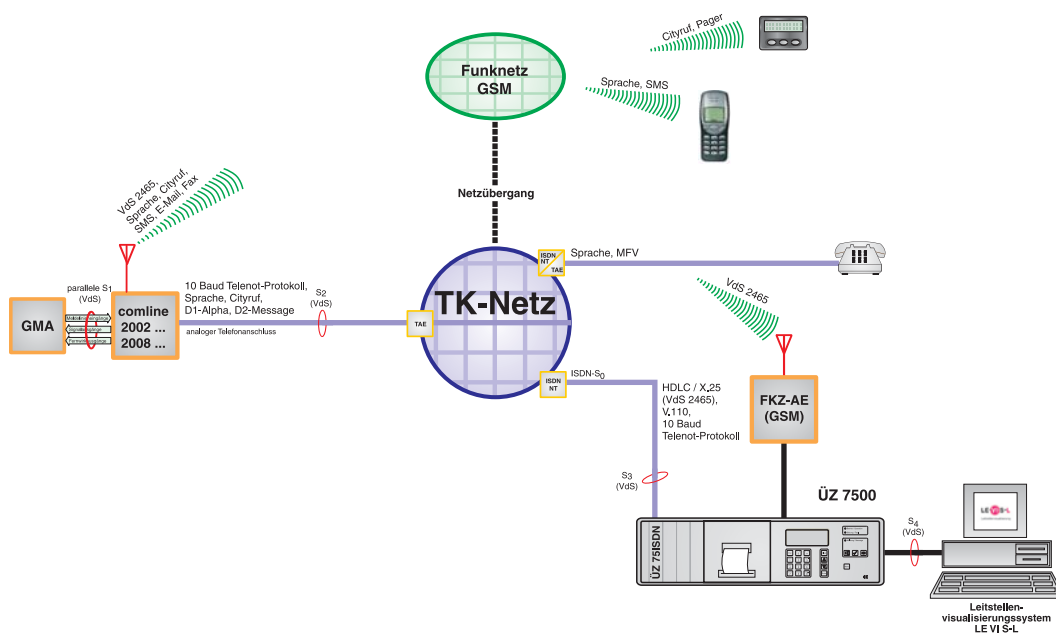 Cityruf, Pager
Funknetz
GSM
Sprache, SMS
Netzübergang
VdS 2465,
Sprache, Cityruf,
SMS, E-Mail, Fax
ISDN
NT
TAE
Sprache, MFV
parallele S1
(VdS)
10 Baud Telenot-Protokoll,
Sprache, Cityruf,
D1-Alpha, D2-Message
analoger Telefonanschluss
S2
(VdS)
GMA
comline
2002 ...
2008 ...
TAE
TK-Netz
VdS 2465
ISDN
NT
ISDN-S0
HDLC / X.25
(VdS 2465),
V.110,
10 Baud
Telenot-Protokoll
FKZ-AE
(GSM)
S3
(VdS)
ÜZ 7500
ÜZ 75ISDN
S4
(VdS)
LE VI S-L
Leitstellen-
visualisierungssystem
LE VI S-L